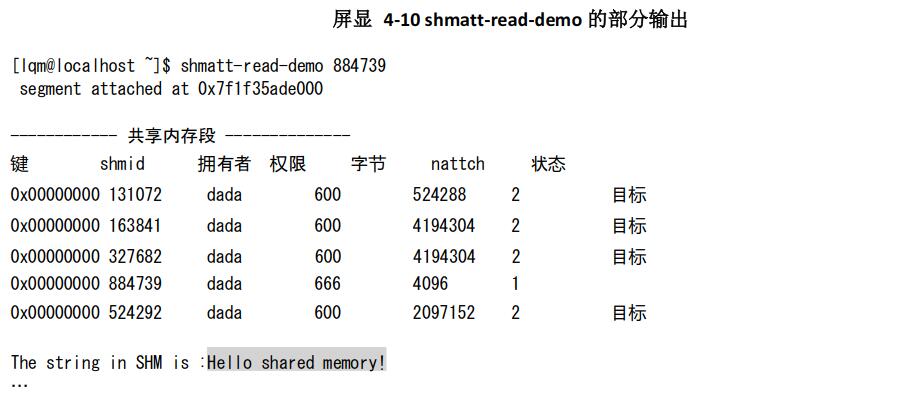 屏显 4-10 shmatt-read-demo 的部分输出
[lqm@localhost ~]$ shmatt-read-demo 884739
segment attached at 0x7f1f35ade000
------------ 共享内存段 --------------
键 shmid 拥有者 权限 字节 nattch 状态
0x00000000 131072 dada 600 524288 2 目标
0x00000000 163841 dada 600 4194304 2 目标
0x00000000 327682 dada 600 4194304 2 目标
0x00000000 884739 dada 666 4096 1
0x00000000 524292 dada 600 2097152 2 目标
The string in SHM is :Hello shared memory!
…